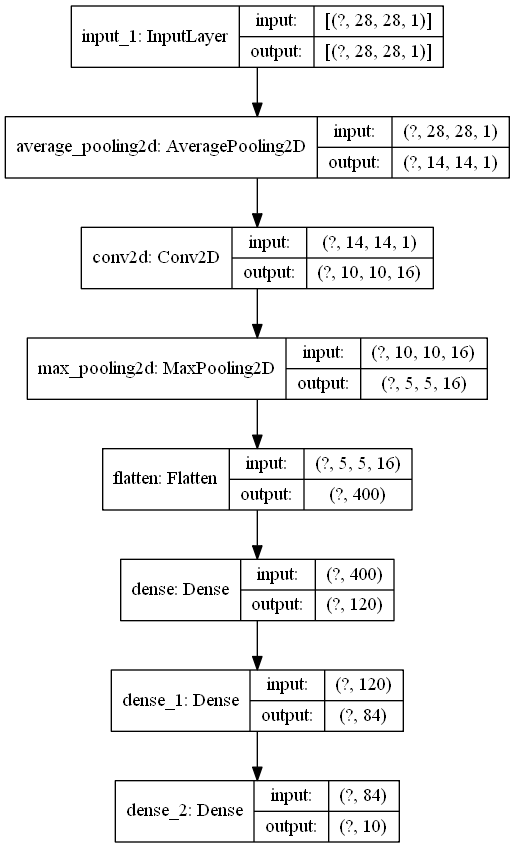 input_1: InputLayer
input: [(?, 28, 28, 1)]
output: [(?, 28, 28, 1)]
average_pooling2d: AveragePooling2D
input: (?, 28, 28, 1)
output: (?, 14, 14, 1)
conv2d: Conv2D
input: (?, 14, 14, 1)
output: (?, 10, 10, 16)
max_pooling2d: MaxPooling2D
input: (?, 10, 10, 16)
output: (?, 5, 5, 16)
flatten: Flatten
input: (?, 5, 5, 16)
output: (?, 400)
dense: Dense
input: (?, 400)
output: (?, 120)
dense_1: Dense
input: (?, 120)
output: (?, 84)
dense_2: Dense
input: (?, 84)
output: (?, 10)